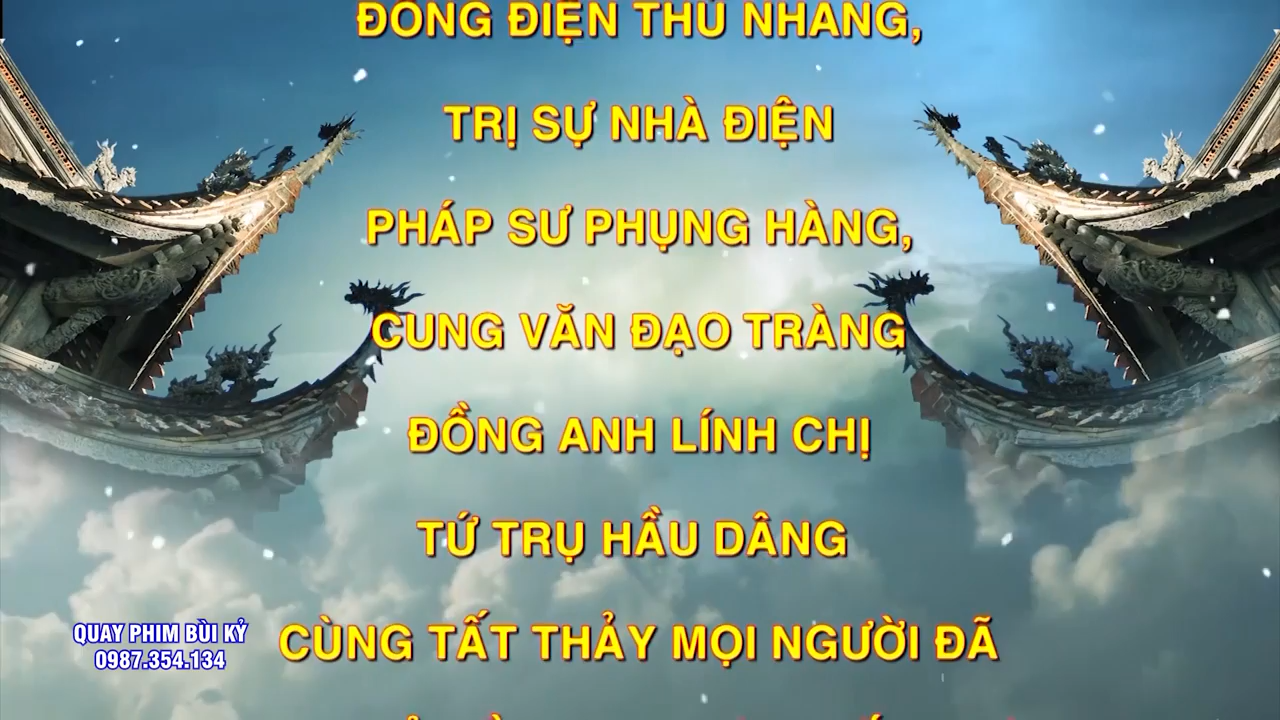 ĐỒNG ĐIỆN THỦ NHANG,
TRỊ SỰ NHÀ ĐIỆN
PHÁP SƯ PHỤNG HÀNG,
CUNG VĂN ĐẠO TRÀNG
ĐỒNG ANH LÍNH CHỊ
TỨ TRỤ HẦU DÂNG
CÙNG TẤT THẢY MỌI NGƯỜI ĐÃ
QUAY PHIM BÙI KỶ
0987.354.134